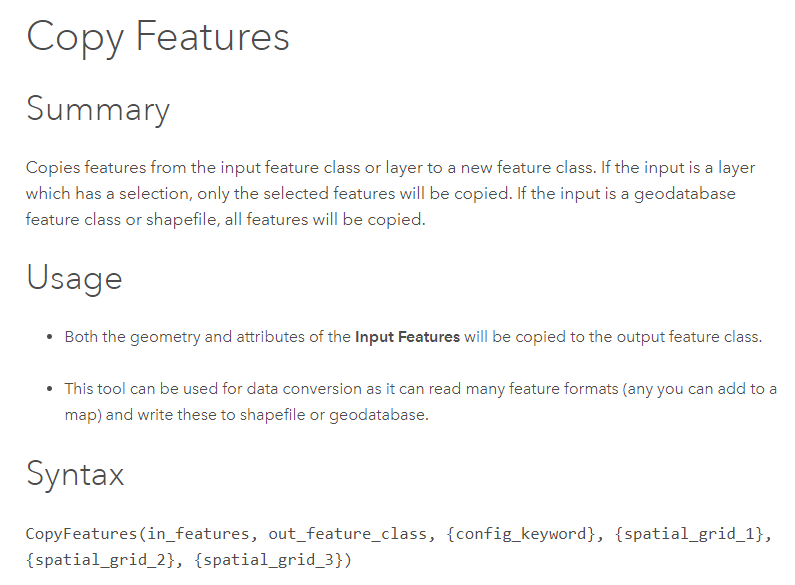 Copy Features
Summary
Copies features from the input feature class or layer to a new feature class. If the input is a layer
which has a selection, only the selected features will be copied. If the input is a geodatabase
feature class or shapefile, all features will be copied.
Usage
• Both the geometry and attributes of the Input Features will be copied to the output feature class.
• This tool can be used for data conversion as it can read many feature formats (any you can add to a
map) and write these to shapefile or geodatabase.
Syntax
CopyFeatures(in_features, out_feature_class, {config_keyword}, {spatial_grid_1},
{spatial_grid_2}, {spatial_grid_3})